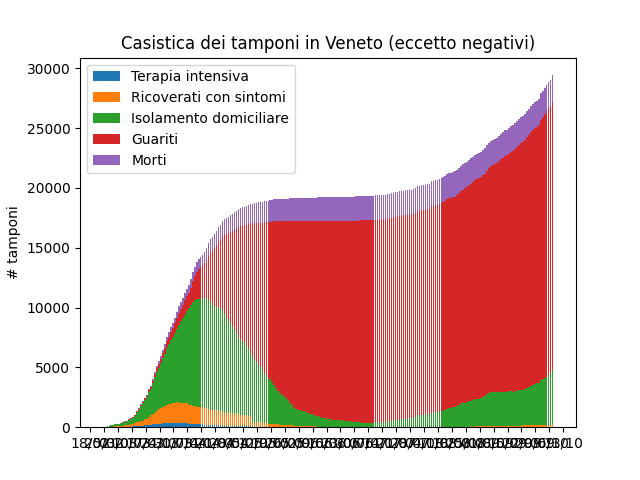 Casistica dei tamponi in Veneto (eccetto negativi)
Terapia intensiva
Ricoverati con sintomi
Isolamento domiciliare
Guariti
Morti
# tamponi
30000
25000
20000
15000
10000
5000
0